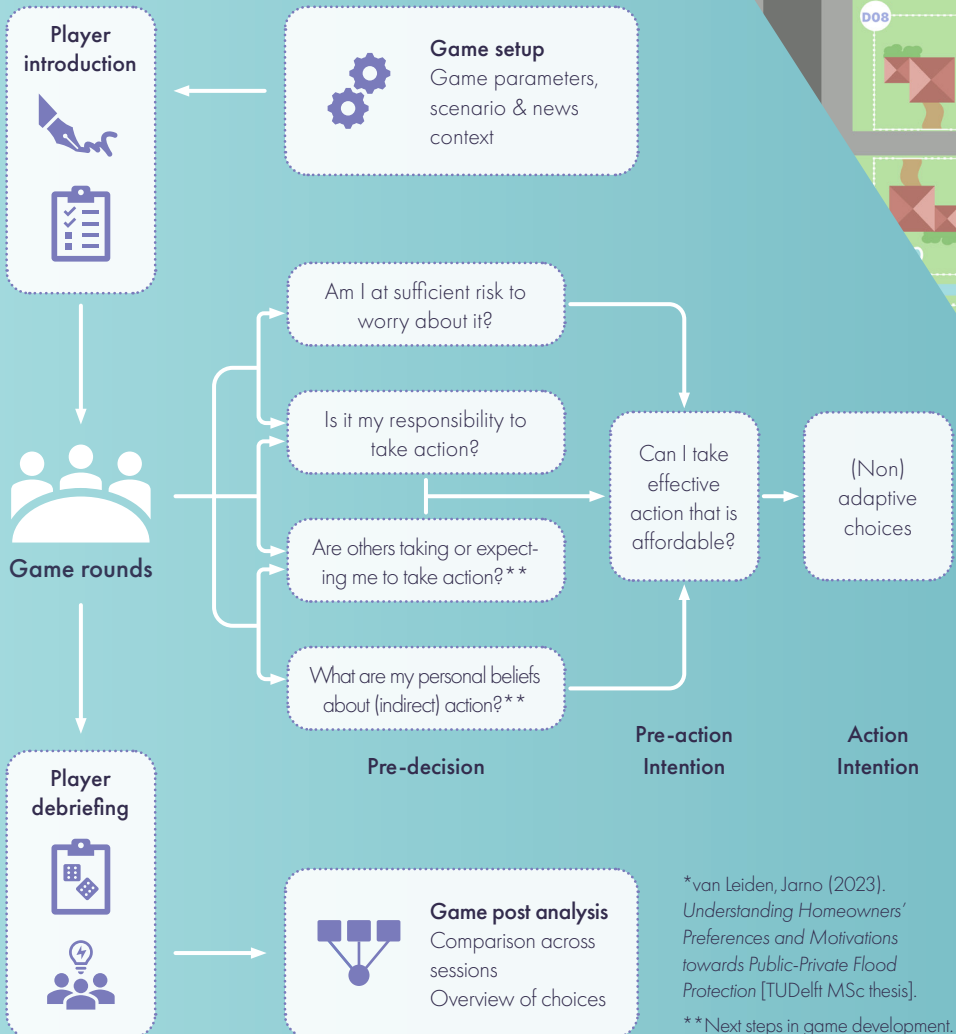 Player
introduction
Game setup
Game parameters,
scenario & news
context
D08
Am I at sufficient risk to
worry about it?
Is it my responsibility to
take action?
Are others taking or expect-
ing me to take action?**
What are my personal beliefs
about (indirect) action?**
Can I take
effective
action that is
affordable?
(Non)
adaptive
choices
Game rounds
Pre-decision
Pre-action
Intention
Action
Intention
Player
debriefing
Game post analysis
Comparison across
sessions
Overview of choices
*van Leiden, Jarno (2023).
Understanding Homeowners'
Preferences and Motivations
towards Public-Private Flood
Protection [TUDelft MSc thesis].
**Next steps in game development.